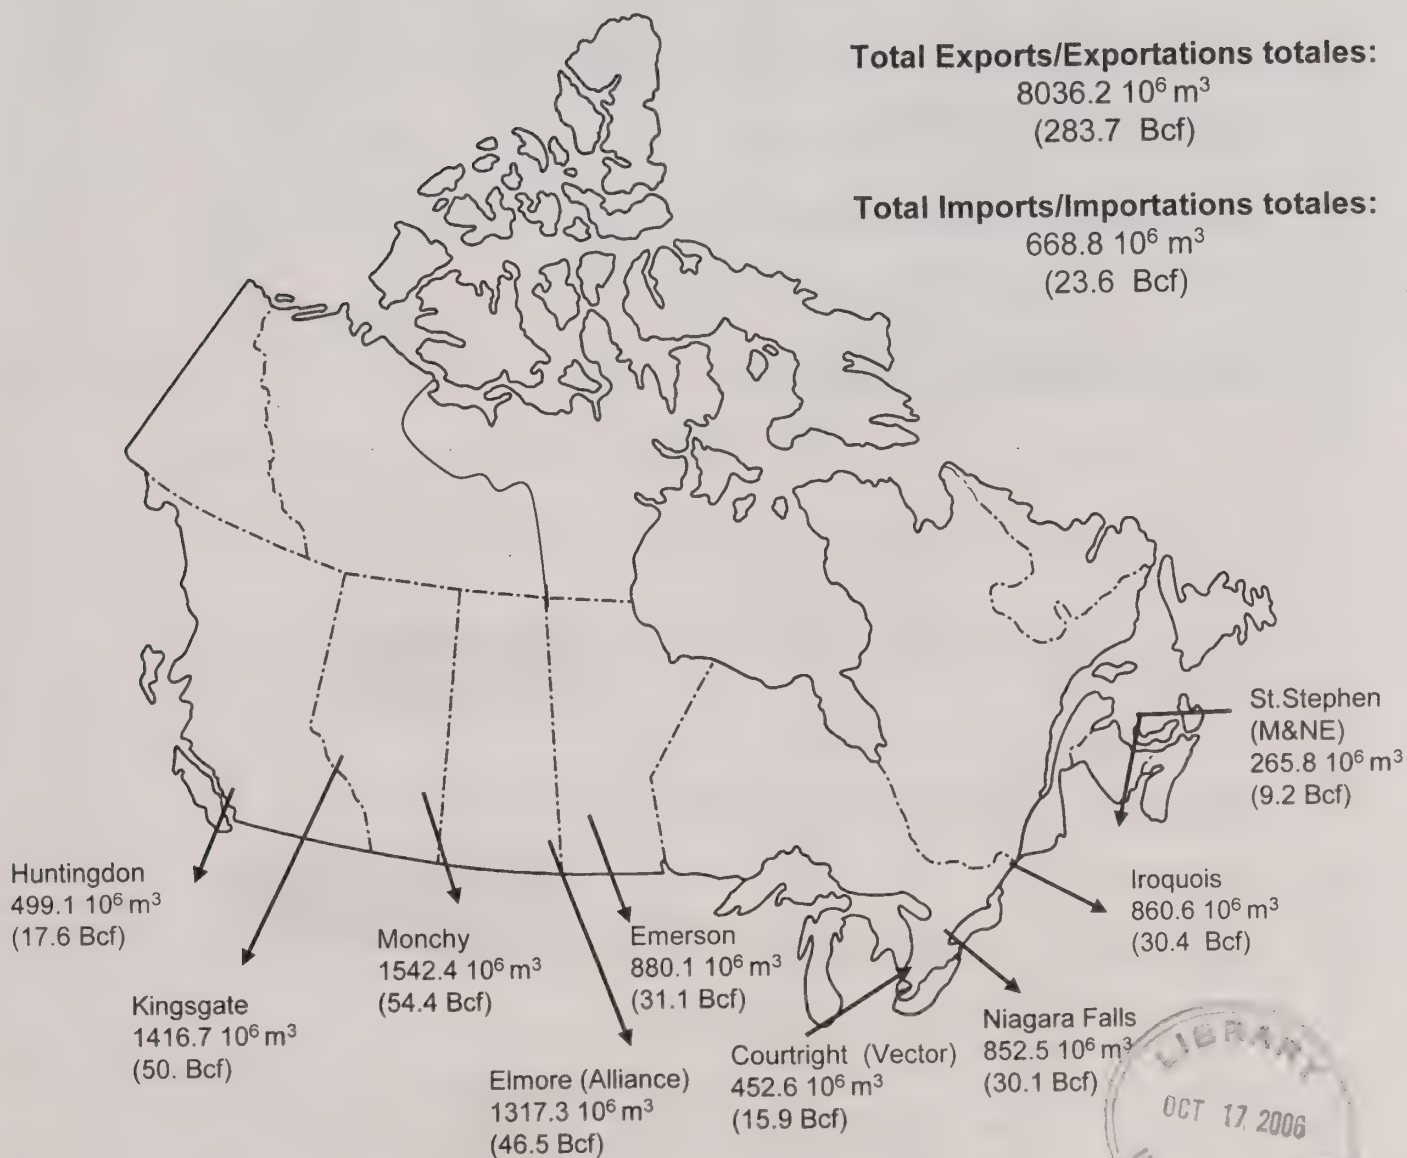 Total Exports/Exportations totales:
8036.2 10⁶ m³
(283.7 Bcf)
Total Imports/Importations totales:
668.8 10⁶ m³
(23.6 Bcf)
St.Stephen
(M&NE)
265.8 10⁶ m³
(9.2 Bcf)
Huntingdon
499.1 10⁶ m³
(17.6 Bcf)
Iroquois
860.6 10⁶ m³
(30.4 Bcf)
Monchy
1542.4 10⁶ m³
(54.4 Bcf)
Emerson
880.1 10⁶ m³
(31.1 Bcf)
Kingsgate
1416.7 10⁶ m³
(50. Bcf)
Niagara Falls
852.5 10⁶ m³
(30.1 Bcf)
Courtright (Vector)
452.6 10⁶ m³
(15.9 Bcf)
Elmore (Alliance)
1317.3 10⁶ m³
(46.5 Bcf)
LIBRARY
OCT 17 2006